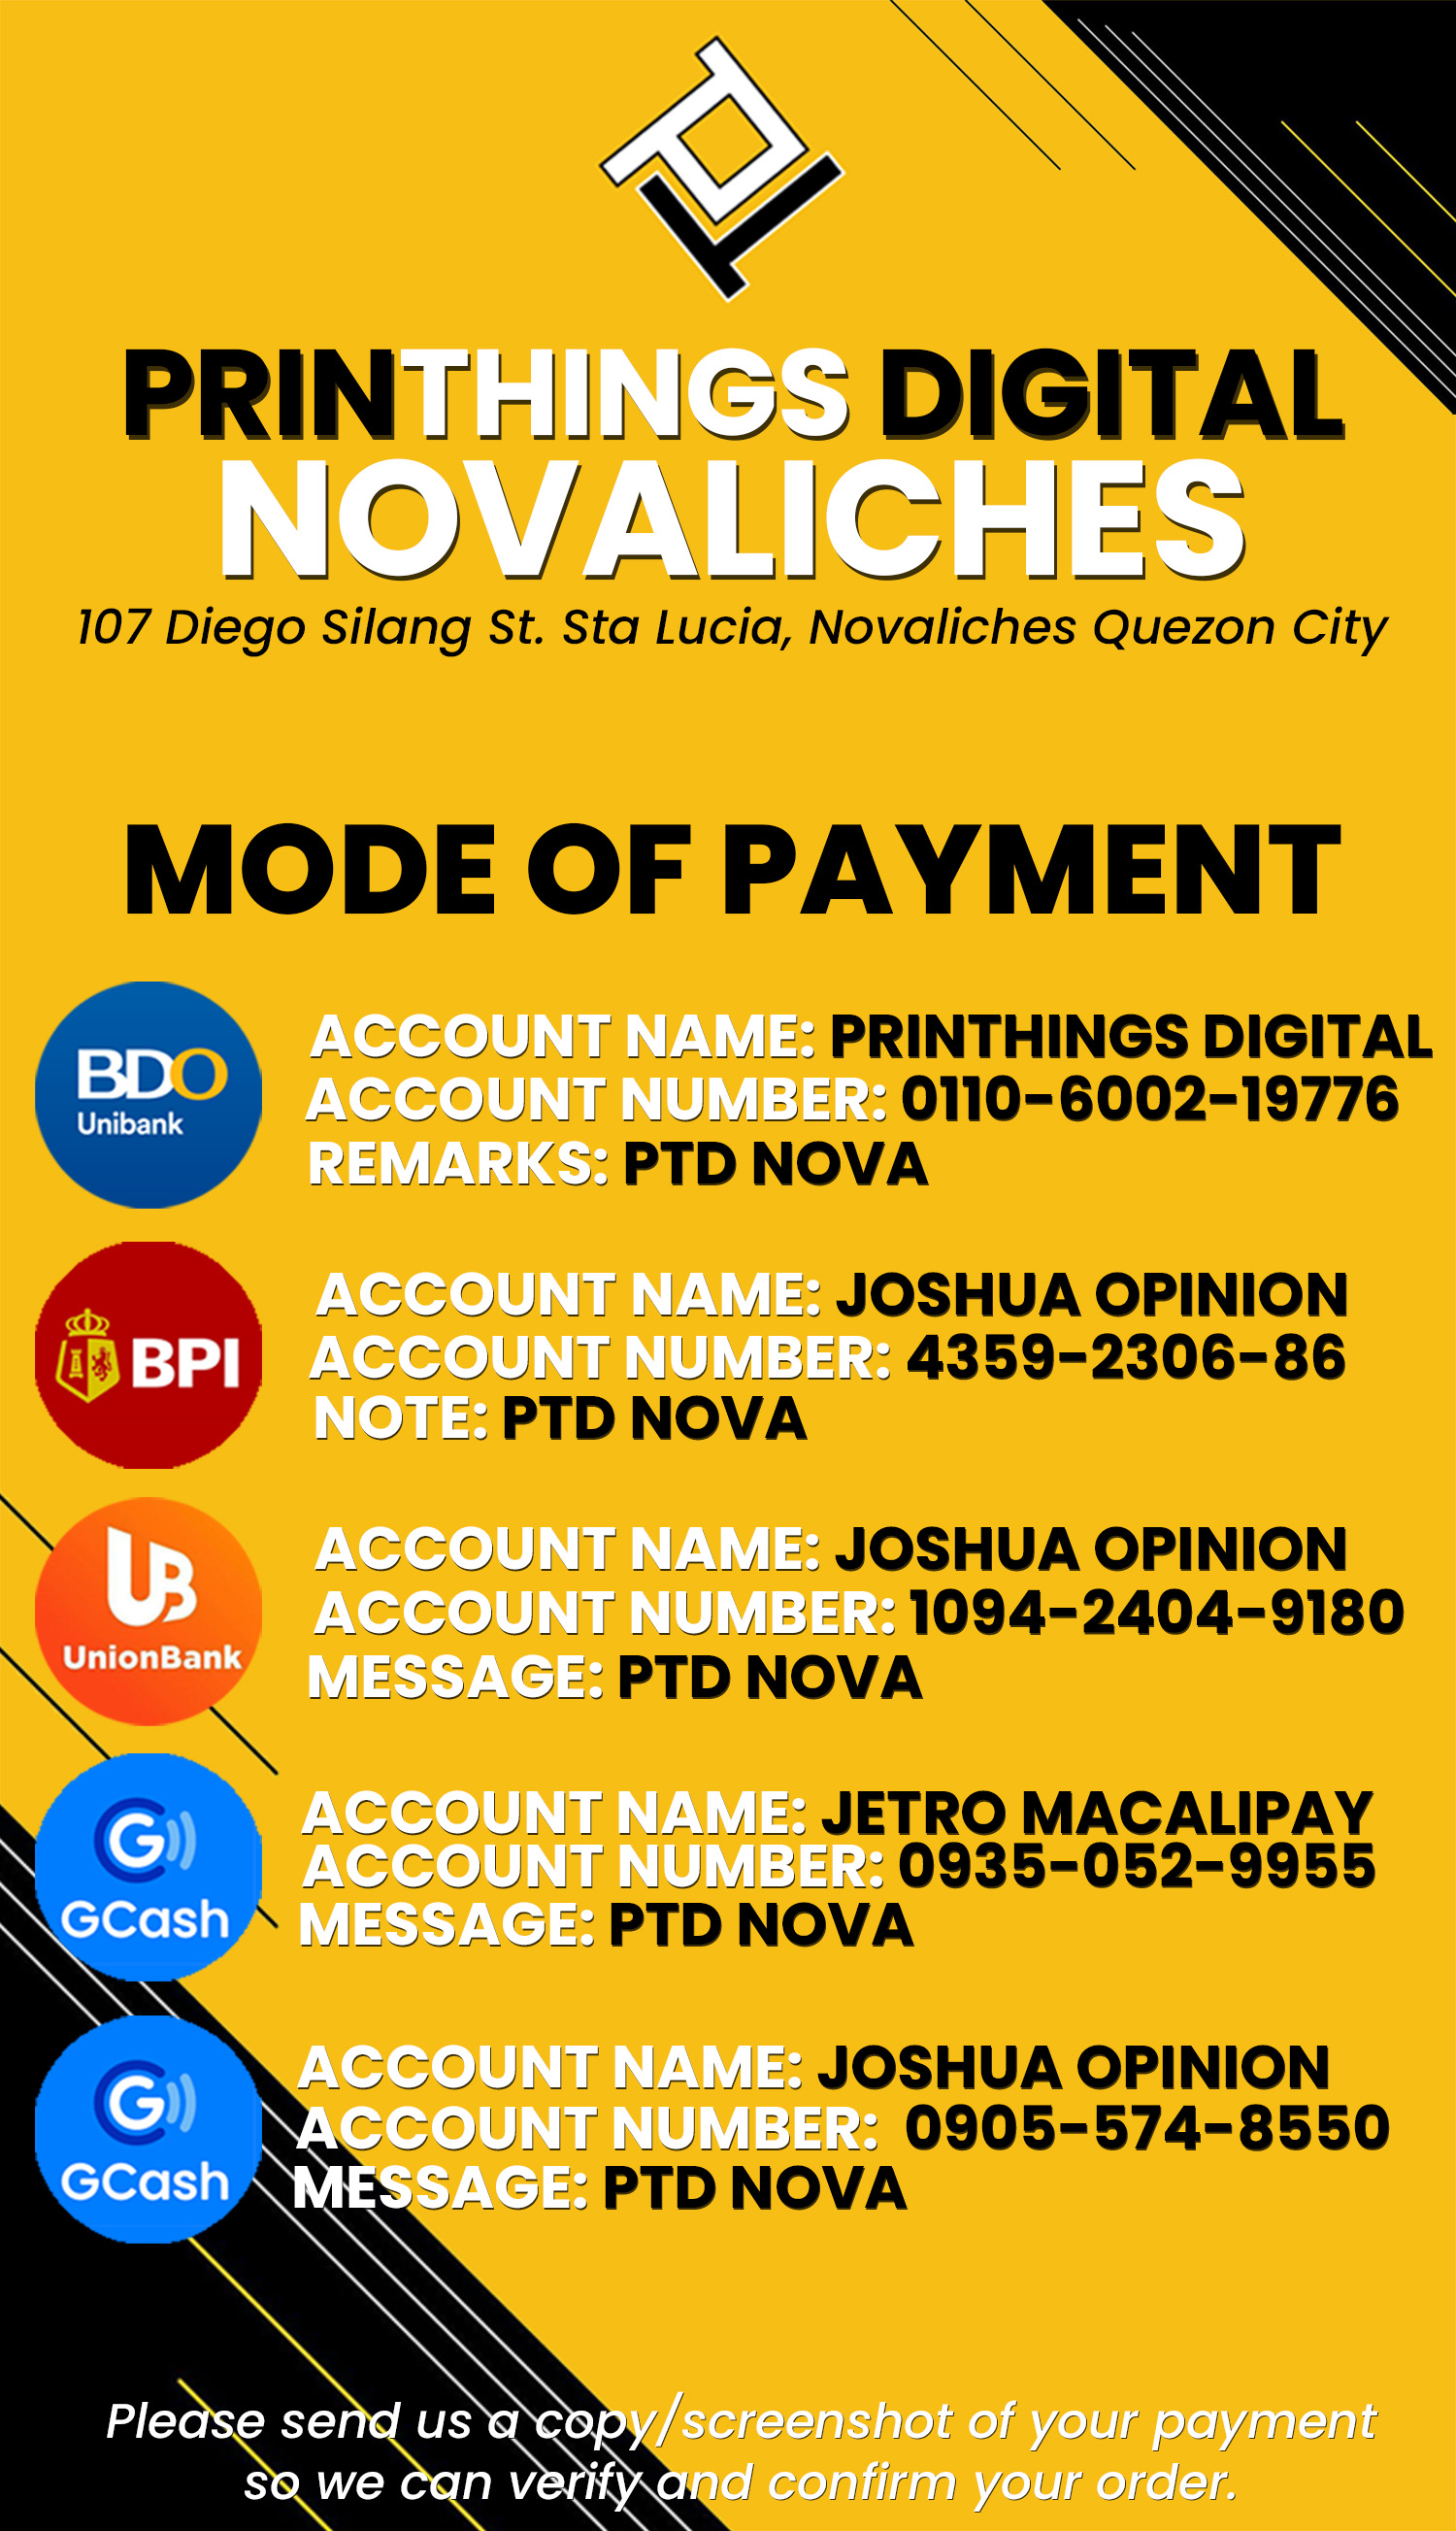 PRINTHINGS DIGITAL
NOVALICHES
107 Diego Silang St. Sta Lucia, Novaliches Quezon City
MODE OF PAYMENT
BDO
Unibank
ACCOUNT NAME: PRINTHINGS DIGITAL
ACCOUNT NUMBER: 0110-6002-19776
REMARKS: PTD NOVA
BPI
ACCOUNT NAME: JOSHUA OPINION
ACCOUNT NUMBER: 4359-2306-86
NOTE: PTD NOVA
UB
UnionBank
ACCOUNT NAME: JOSHUA OPINION
ACCOUNT NUMBER: 1094-2404-9180
MESSAGE: PTD NOVA
G
GCash
ACCOUNT NAME: JETRO MACALIPAY
ACCOUNT NUMBER: 0935-052-9955
MESSAGE: PTD NOVA
G
GCash
ACCOUNT NAME: JOSHUA OPINION
ACCOUNT NUMBER: 0905-574-8550
MESSAGE: PTD NOVA
Please send us a copy/screenshot of your payment
so we can verify and confirm your order.